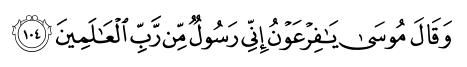 وَقَالَ مُوسَىٰ يَـٰفِرۡعَوۡنُ إِنِّي رَسُولٞ مِّن رَّبِّ ٱلۡعَـٰلَمِينَ ١٠٤